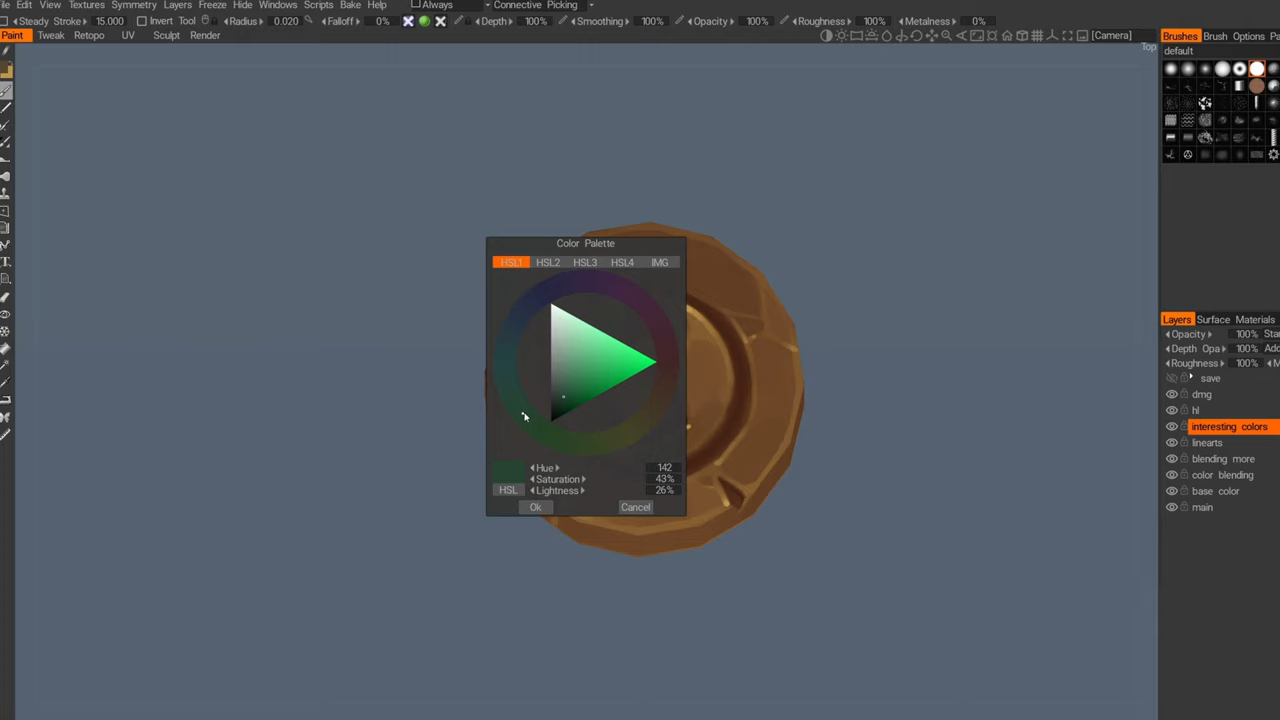 Edit View Textures Symmetry Layers Freeze Hide Windows Scripts Bake Help Always Connective Picking
Steady Stroke 15.000 Invert Tool Radius 0.020 Falloff 0% Depth 100% Smoothing 100% Opacity 100% Roughness 100% Metalness 0%
Paint Tweak Retopo UV Sculpt Render [Camera] Brushes Brush Options
Top
default
Color Palette
HSL1 HSL2 HSL3 HSL4 IMG
Hue 142
Saturation 43%
HSL Lightness 26%
Ok Cancel
Layers Surface Materials
Opacity 100%
Depth Opa 100%
Roughness 100%
save
dmg
hl
interesting colors
linearts
blending more
color blending
base color
main